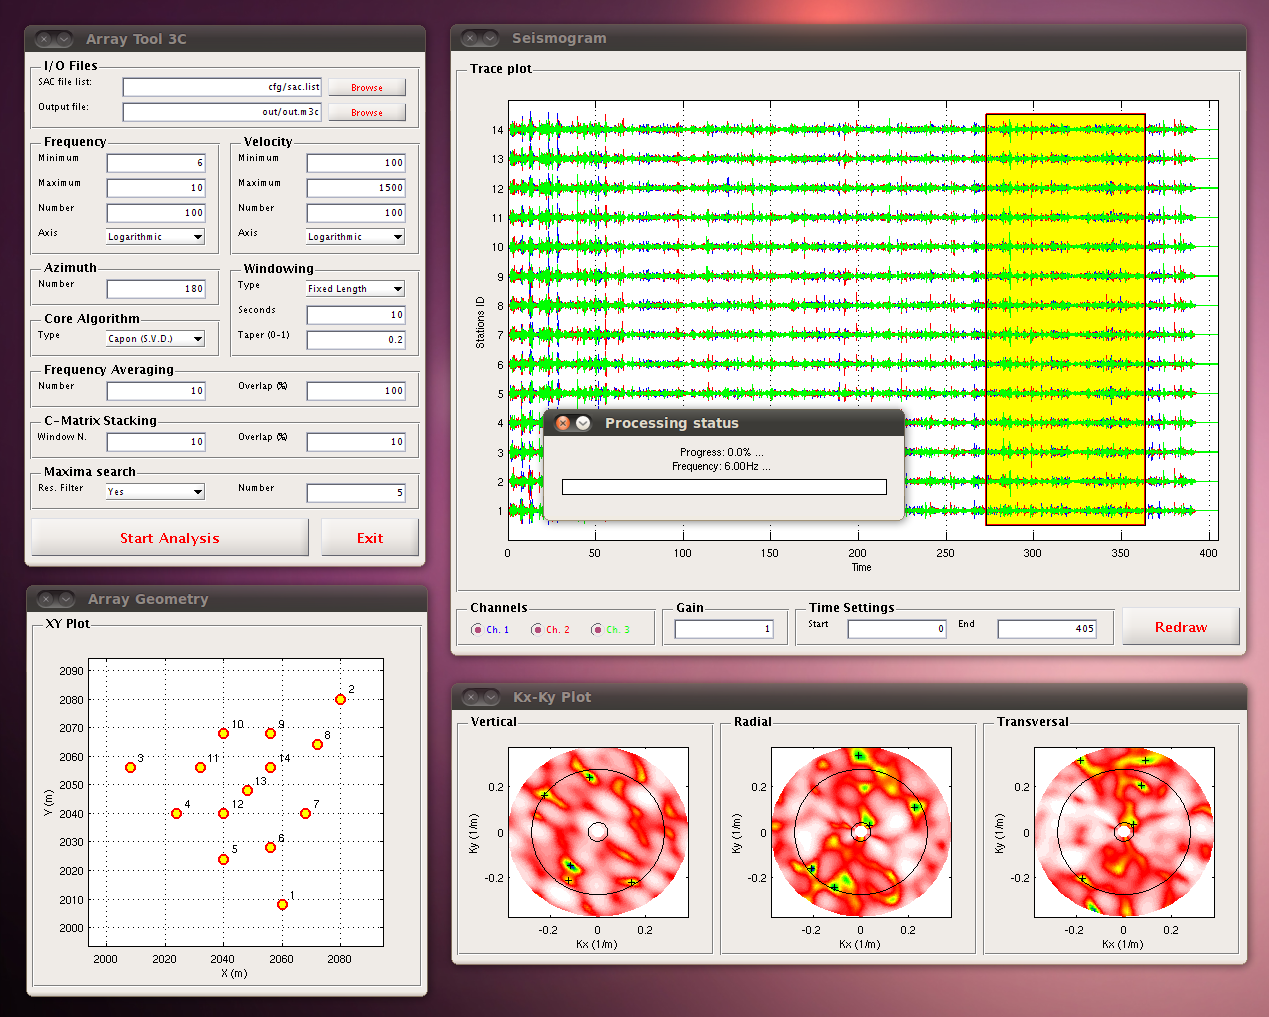 Array Tool 3C
I/O Files
SAC file list:
cfg/sac.list
Browse
Output file:
out/out.m3c
Browse
Frequency
Minimum
6
Maximum
10
Number
100
Axis
Logarithmic
Velocity
Minimum
100
Maximum
1500
Number
100
Axis
Logarithmic
Azimuth
Number
180
Windowing
Type
Fixed Length
Seconds
10
Taper (0-1)
0.2
Core Algorithm
Type
Capon (S.V.D.)
Frequency Averaging
Number
10
Overlap (%)
100
C-Matrix Stacking
Window N.
10
Overlap (%)
10
Maxima search
Res. Filter
Yes
Number
5
Start Analysis
Exit
Seismogram
Trace plot
14
13
12
11
10
9
8
7
6
5
4
3
2
1
Stations ID
0 50 100 150 200 250 300 350 400
Time
Processing status
Progress: 0.0% ...
Frequency: 6.00Hz ...
Channels
Ch. 1
Ch. 2
Ch. 3
Gain
1
Time Settings
Start
0
End
405
Redraw
Array Geometry
XY Plot
2090
2080
2070
2060
2050
2040
2030
2020
2010
2000
Y (m)
2
10
9
8
3
11
14
13
4
12
7
6
5
1
2000 2020 2040 2060 2080
X (m)
Kx-Ky Plot
Vertical
0.2
0
-0.2
Ky (1/m)
-0.2 0 0.2
Kx (1/m)
Radial
0.2
0
-0.2
Ky (1/m)
-0.2 0 0.2
Kx (1/m)
Transversal
0.2
0
-0.2
Ky (1/m)
-0.2 0 0.2
Kx (1/m)